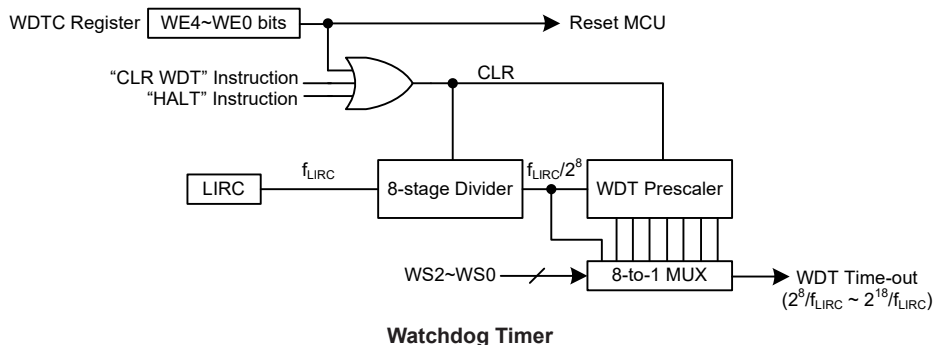 WDTC Register WE4~WE0 bits Reset MCU
“CLR WDT” Instruction
“HALT” Instruction
CLR
LIRC
fLIRC
8-stage Divider
fLIRC/2⁸
WDT Prescaler
WS2~WS0
8-to-1 MUX
WDT Time-out
(2⁸/fLIRC ~ 2¹⁸/fLIRC)
Watchdog Timer